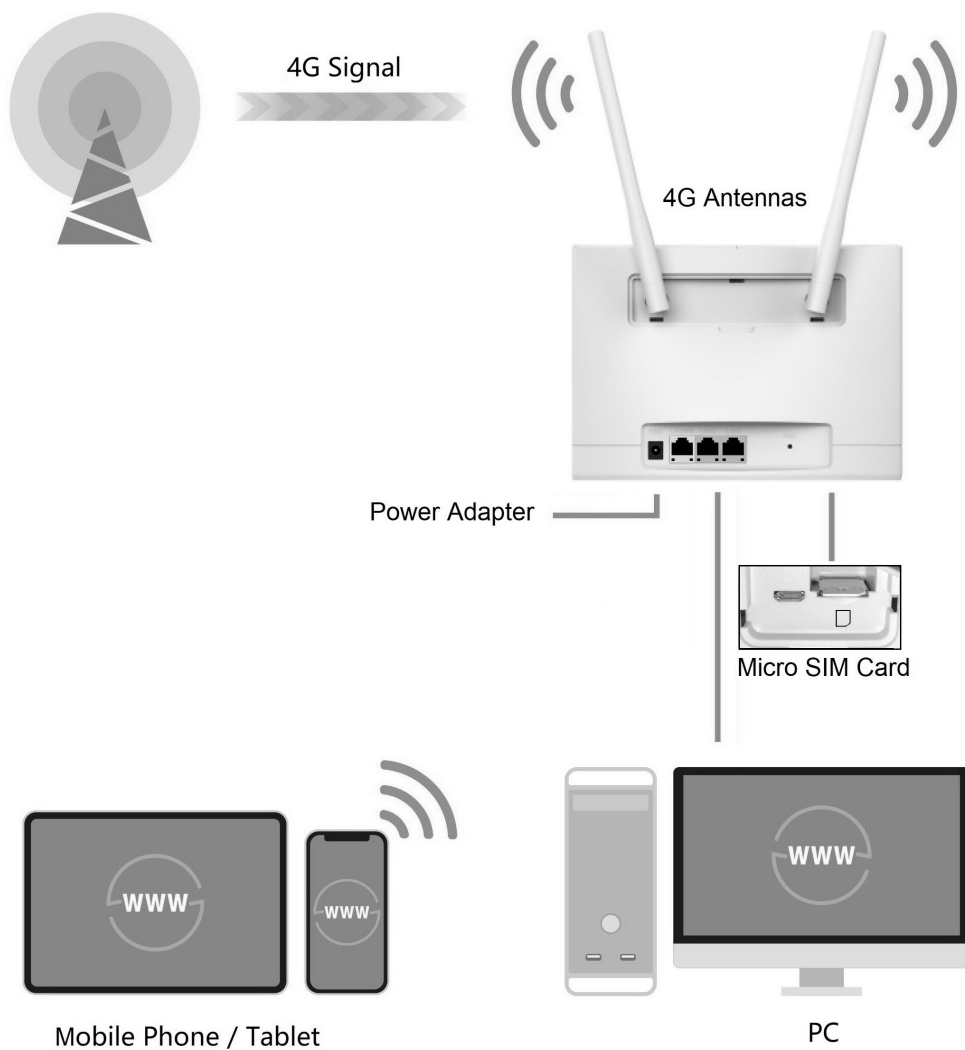 4G Signal
4G Antennas
Power Adapter
Micro SIM Card
WWW
WWW
WWW
Mobile Phone / Tablet
PC